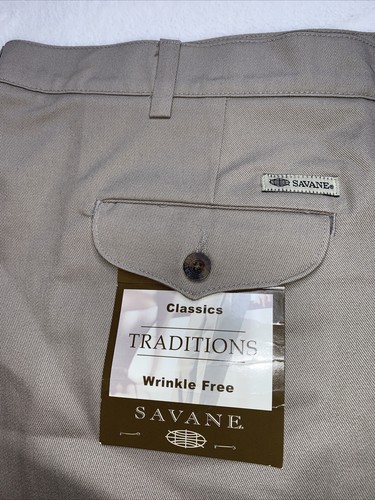 SAVANE®
Classics
TRADITIONS
Wrinkle Free
SAVANE®